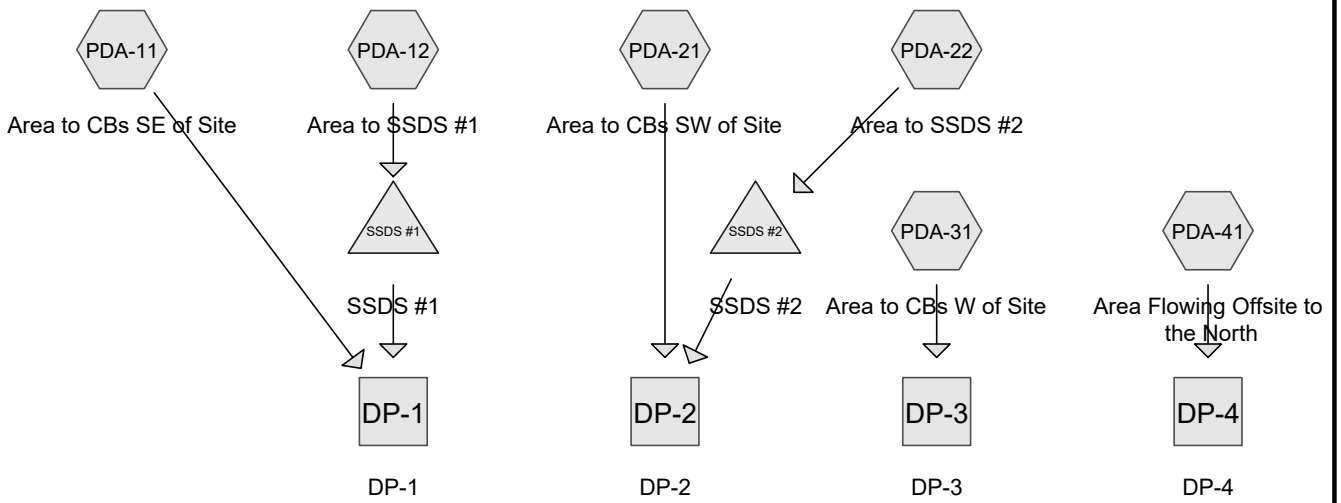 PDA-11
PDA-12
PDA-21
PDA-22
Area to CBs SE of Site
Area to SSDS #1
Area to CBs SW of Site
Area to SSDS #2
SSDS #1
SSDS #2
PDA-31
PDA-41
SSDS #1
SSDS #2
Area to CBs W of Site
Area Flowing Offsite to
the North
DP-1
DP-2
DP-3
DP-4
DP-1
DP-2
DP-3
DP-4